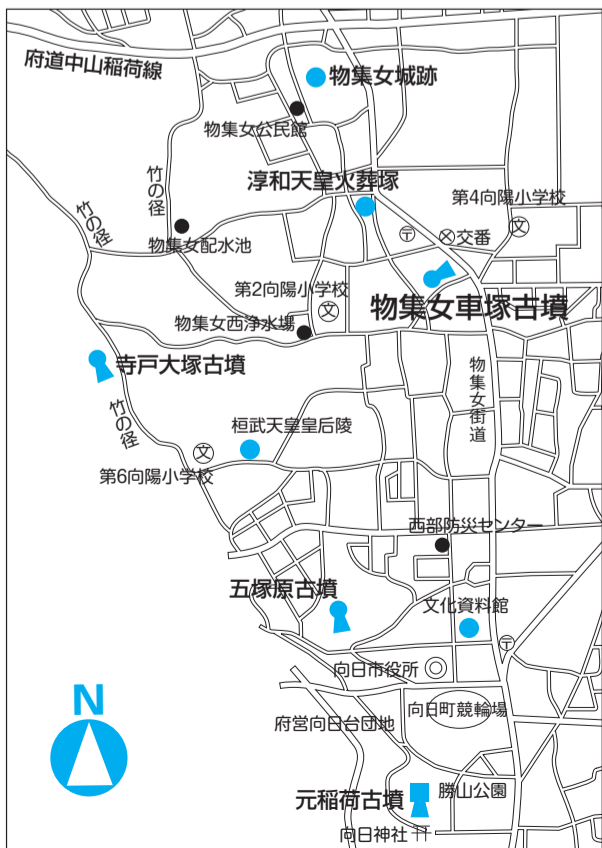 府道中山稲荷線
物集女城跡
物集女公民館
竹の径
淳和天皇火葬塚
第4向陽小学校
文
竹の径
〒
交番
物集女配水池
第2向陽小学校
文
物集女車塚古墳
物集女西浄水場
寺戸大塚古墳
物集女街道
竹の径
桓武天皇皇后陵
文
第6向陽小学校
西部防災センター
五塚原古墳
文化資料館
〒
向日市役所
N
向日町競輪場
府営向日台団地
元稲荷古墳
勝山公園
向日神社